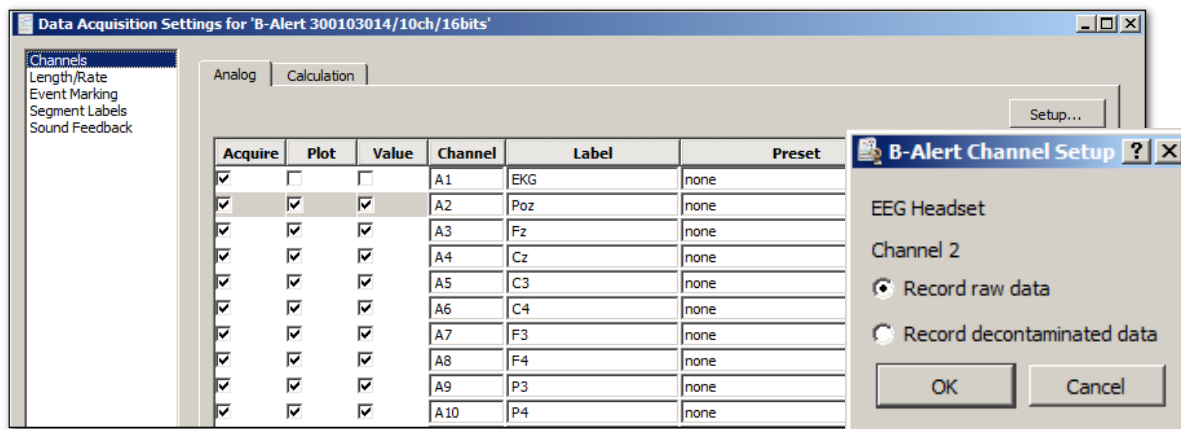 Data Acquisition Settings for 'B-Alert 300103014/10ch/16bits'
Channels
Length/Rate
Event Marking
Segment Labels
Sound Feedback
Analog Calculation
Setup...
Acquire Plot Value Channel Label Preset
A1 EKG none
A2 Poz none
A3 Fz none
A4 Cz none
A5 C3 none
A6 C4 none
A7 F3 none
A8 F4 none
A9 P3 none
A10 P4 none
B-Alert Channel Setup ? X
EEG Headset
Channel 2
Record raw data
Record decontaminated data
OK Cancel